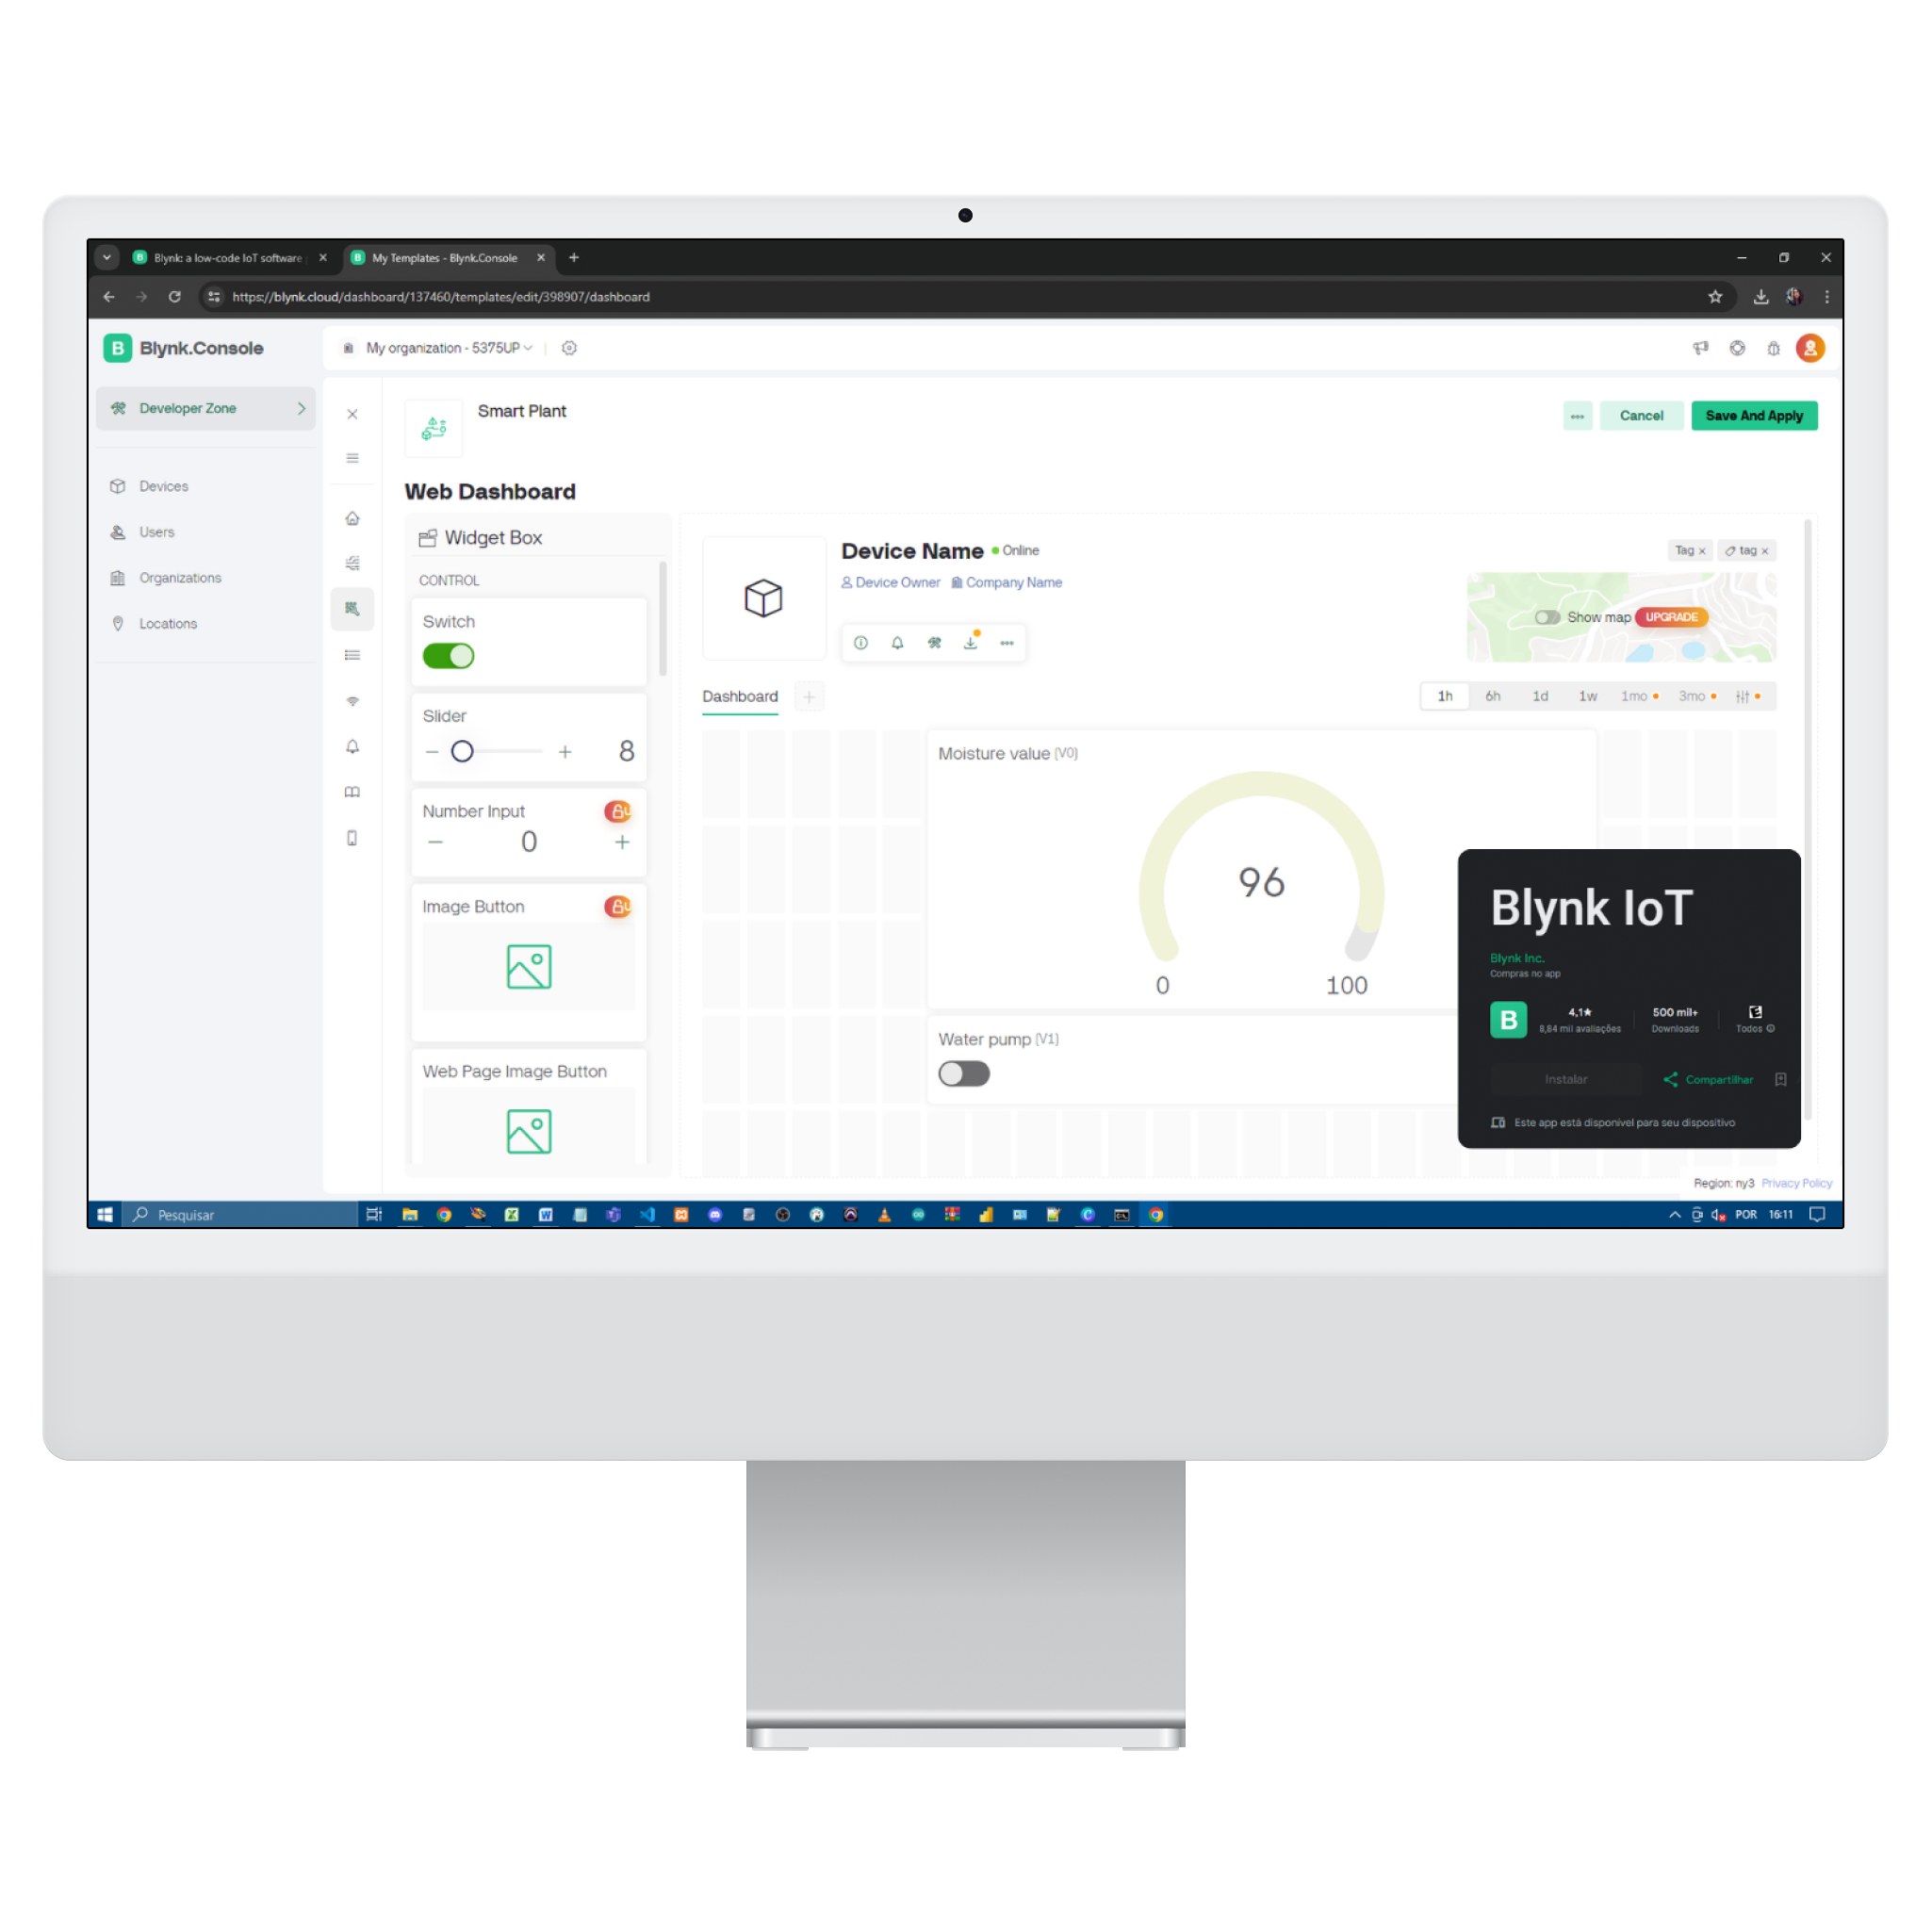 Blynk: a low-code IoT software
My Templates - Blynk.Console
https://blynk.cloud/dashboard/137460/templates/edit/398907/dashboard
B Blynk.Console
My organization - 5375UP
Developer Zone
Devices
Users
Organizations
Locations
Smart Plant
Cancel
Save And Apply
Web Dashboard
Widget Box
CONTROL
Switch
Slider
8
Number Input
0
Image Button
Web Page Image Button
Device Name
Online
Device Owner
Company Name
Tag ×
tag ×
Show map
UPGRADE
Dashboard
1h 6h 1d 1w 1mo 3mo
Moisture value (V0)
96
0
100
Water pump (V1)
Blynk IoT
Blynk Inc.
Compras no app
B
4,1★
8,84 mil avaliações
500 mil+
Downloads
Todos
Instalar
Compartilhar
Este app está disponível para seu dispositivo
Region: ny3 Privacy Policy
Pesquisar
POR 16:11